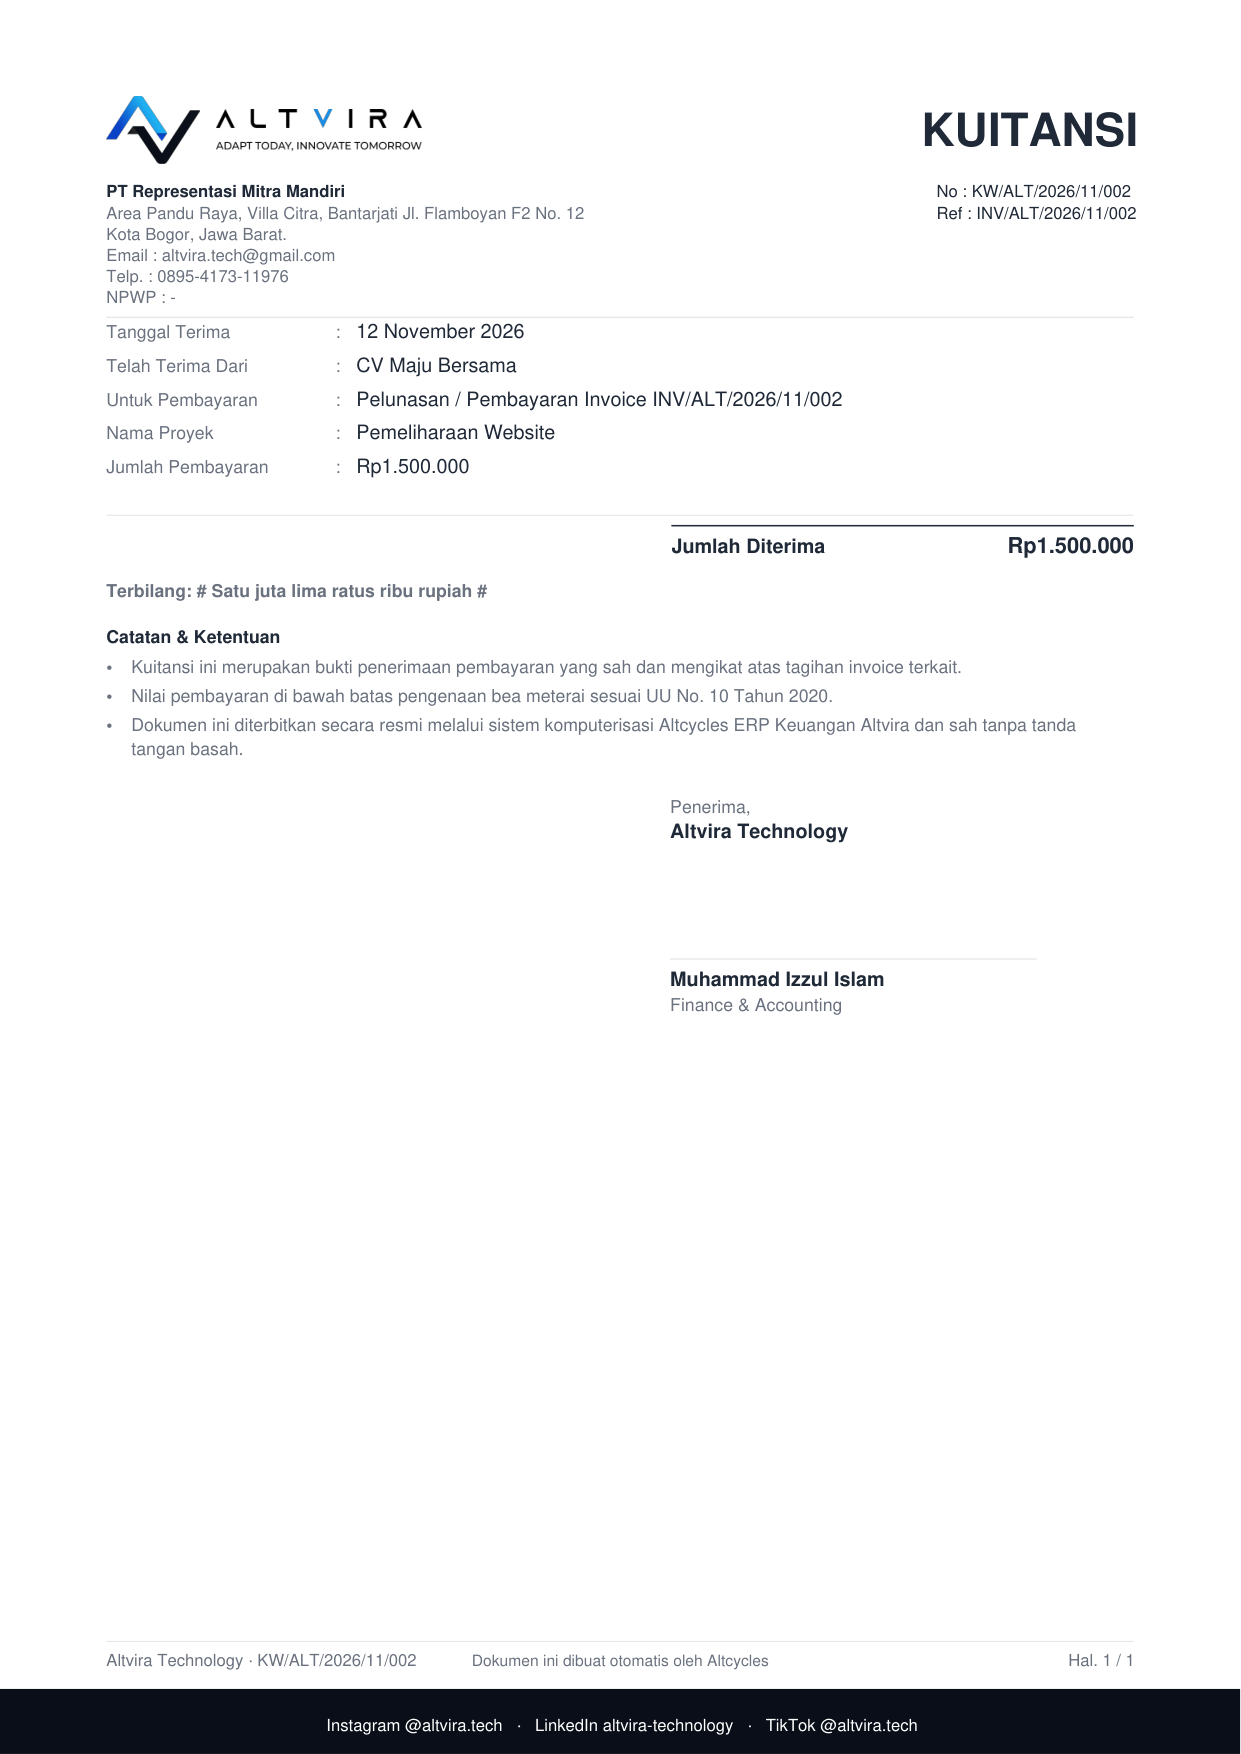 ALTVIRA
ADAPT TODAY, INNOVATE TOMORROW
KUITANSI
PT Representasi Mitra Mandiri
Area Pandu Raya, Villa Citra, Bantarjati Jl. Flamboyan F2 No. 12
Kota Bogor, Jawa Barat.
Email : altvira.tech@gmail.com
Telp. : 0895-4173-11976
NPWP : -
No : KW/ALT/2026/11/002
Ref : INV/ALT/2026/11/002
Tanggal Terima : 12 November 2026
Telah Terima Dari : CV Maju Bersama
Untuk Pembayaran : Pelunasan / Pembayaran Invoice INV/ALT/2026/11/002
Nama Proyek : Pemeliharaan Website
Jumlah Pembayaran : Rp1.500.000
Jumlah Diterima Rp1.500.000
Terbilang: # Satu juta lima ratus ribu rupiah #
Catatan & Ketentuan
• Kuitansi ini merupakan bukti penerimaan pembayaran yang sah dan mengikat atas tagihan invoice terkait.
• Nilai pembayaran di bawah batas pengenaan bea meterai sesuai UU No. 10 Tahun 2020.
• Dokumen ini diterbitkan secara resmi melalui sistem komputerisasi Altcycles ERP Keuangan Altvira dan sah tanpa tanda
tangan basah.
Penerima,
Altvira Technology
Muhammad Izzul Islam
Finance & Accounting
Altvira Technology · KW/ALT/2026/11/002 Dokumen ini dibuat otomatis oleh Altcycles Hal. 1 / 1
Instagram @altvira.tech · LinkedIn altvira-technology · TikTok @altvira.tech